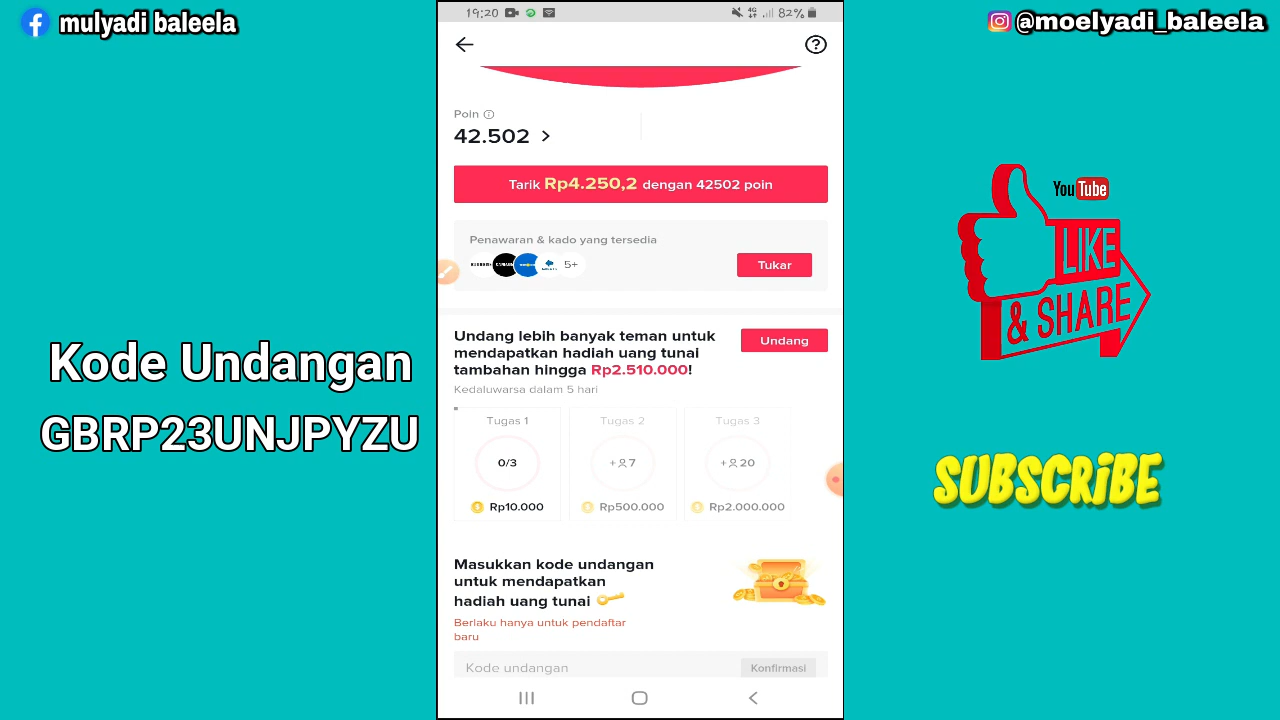 mulyadi baleela
@moelyadi_baleela
19:20
4G
82%
Poin
42.502 >
Tarik Rp4.250,2 dengan 42502 poin
Penawaran & kado yang tersedia
5+
Tukar
Undang lebih banyak teman untuk
mendapatkan hadiah uang tunai
tambahan hingga Rp2.510.000!
Undang
Kedaluwarsa dalam 5 hari
Tugas 1
Tugas 2
Tugas 3
0/3
+7
+20
Rp10.000
Rp500.000
Rp2.000.000
Masukkan kode undangan
untuk mendapatkan
hadiah uang tunai
Berlaku hanya untuk pendaftar
baru
Kode undangan
Konfirmasi
Kode Undangan
GBRP23UNJPYZU
YouTube
LIKE
& SHARE
SUBSCRIBE